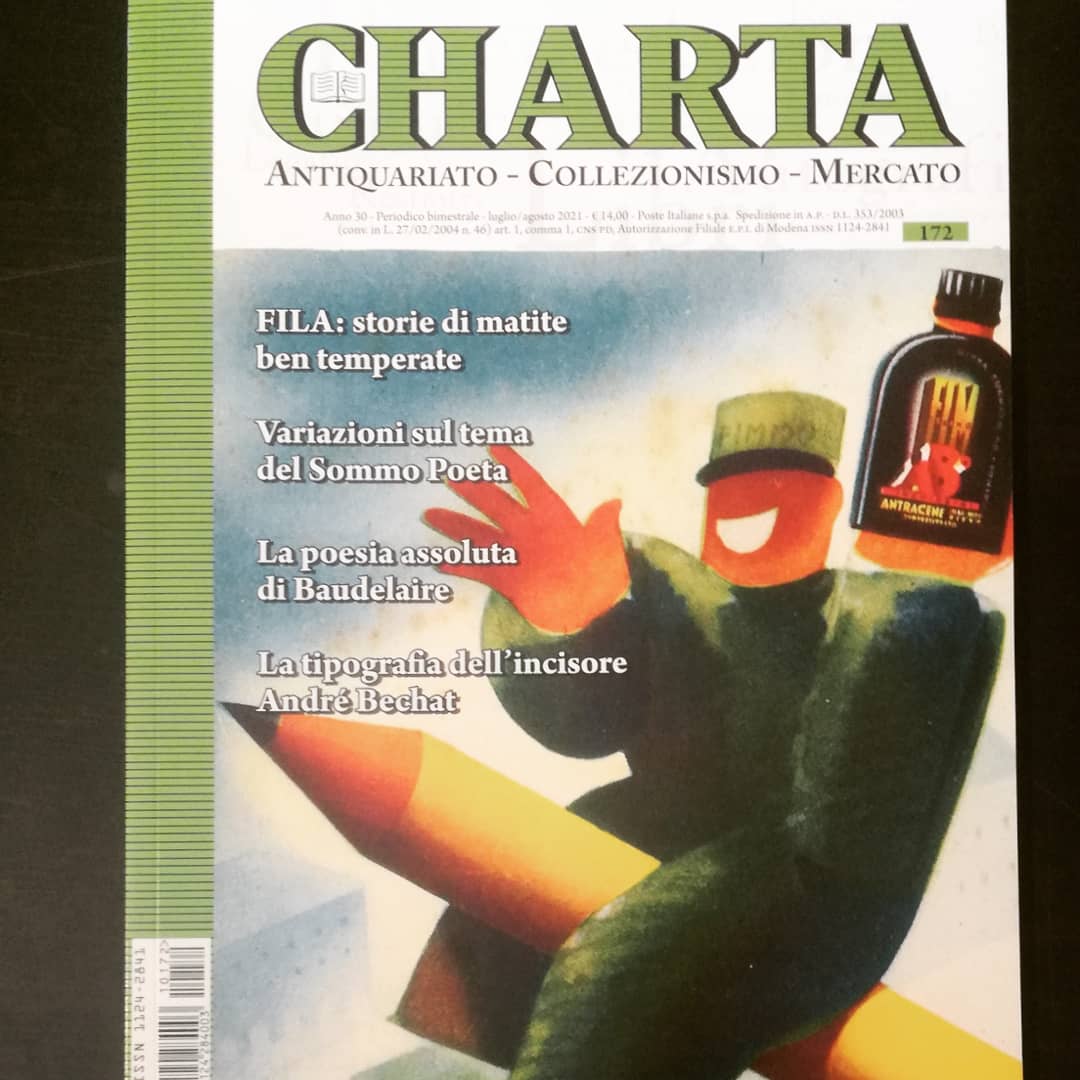 CHARTA
ANTIQUARIATO - COLLEZIONISMO - MERCATO
Anno 30 - Periodico bimestrale - luglio/agosto 2021 - € 14,00 - Poste Italiane s.p.a. Spedizione in A.P. - D.L. 353/2003
(conv. in L. 27/02/2004 n. 46) art. 1, comma 1, CNS PD, Autorizzazione Filiale E.P.I. di Modena ISSN 1124-2841
172
FILA: storie di matite
ben temperate
Variazioni sul tema
del Sommo Poeta
La poesia assoluta
di Baudelaire
La tipografia dell'incisore
André Bechat
FIM
ANTRACENE
ISSN 1124-2841
10172>